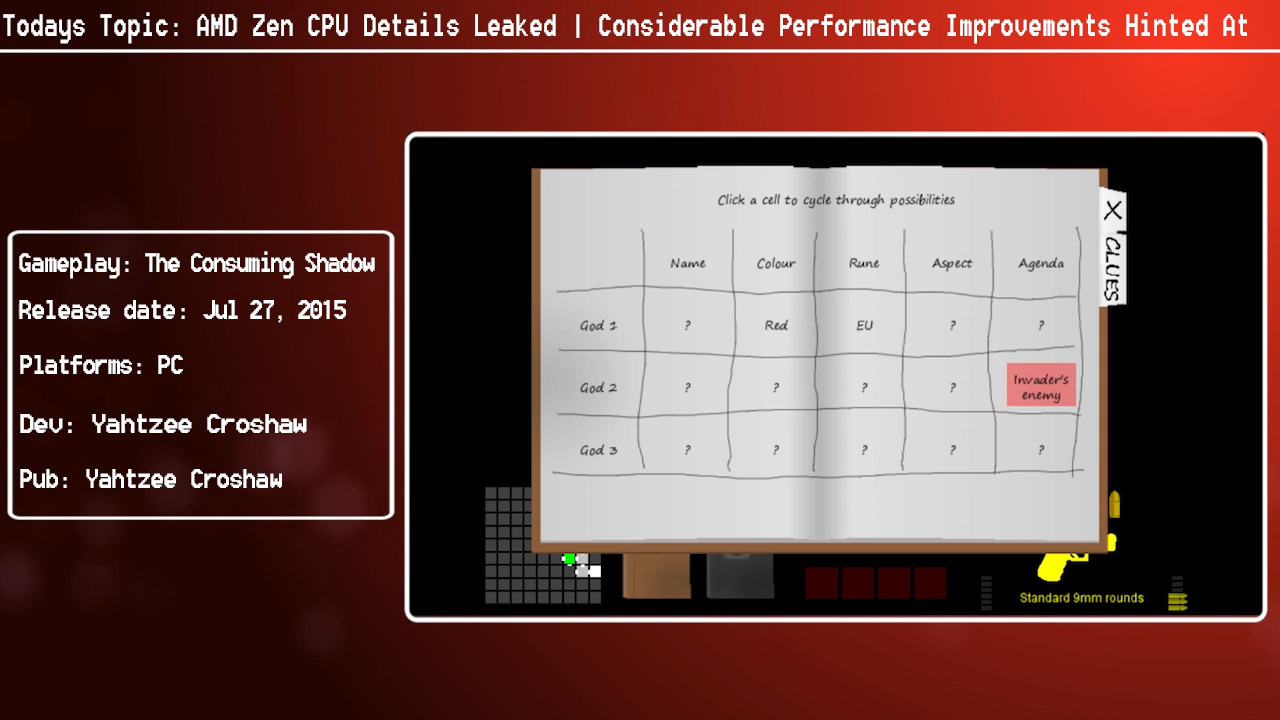 Todays Topic: AMD Zen CPU Details Leaked | Considerable Performance Improvements Hinted At
Gameplay: The Consuming Shadow
Release date: Jul 27, 2015
Platforms: PC
Dev: Yahtzee Croshaw
Pub: Yahtzee Croshaw
Click a cell to cycle through possibilities
X
CLUES
Name Colour Rune Aspect Agenda
God 1 ? Red EU ? ?
God 2 ? ? ? ? Invader's enemy
God 3 ? ? ? ? ?
Standard 9mm rounds